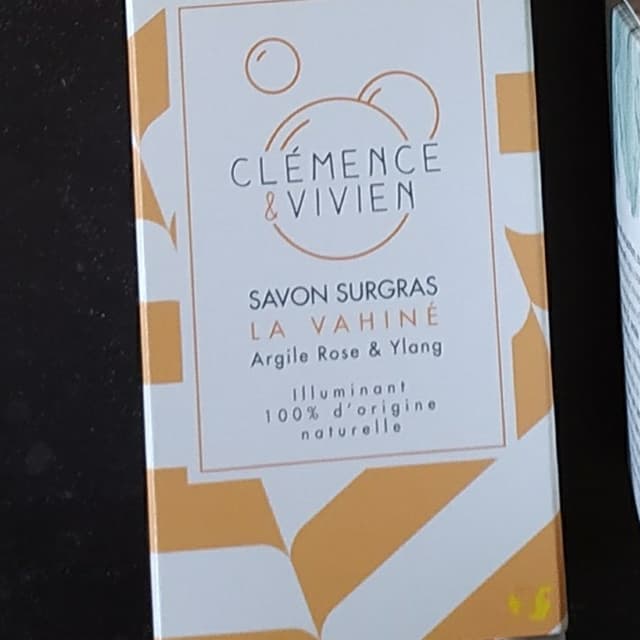 CLÉMENCE
& VIVIEN
SAVON SURGRAS
LA VAHINÉ
Argile Rose & Ylang
Illuminant
100% d'origine
naturelle